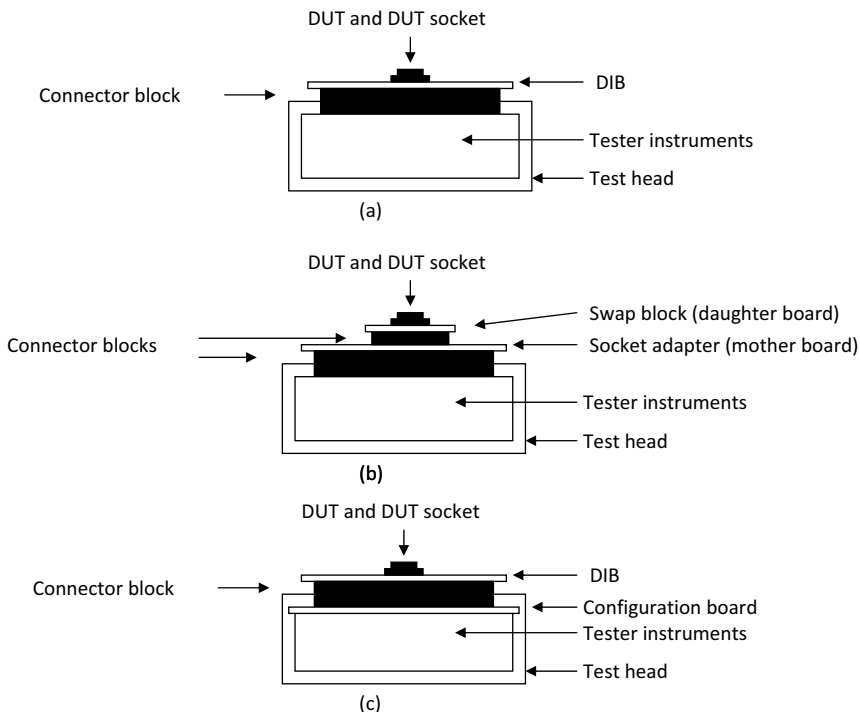 DUT and DUT socket
DIB
Connector block
Tester instruments
Test head
(a)
DUT and DUT socket
Swap block (daughter board)
Connector blocks
Socket adapter (mother board)
Tester instruments
Test head
(b)
DUT and DUT socket
DIB
Connector block
Configuration board
Tester instruments
Test head
(c)